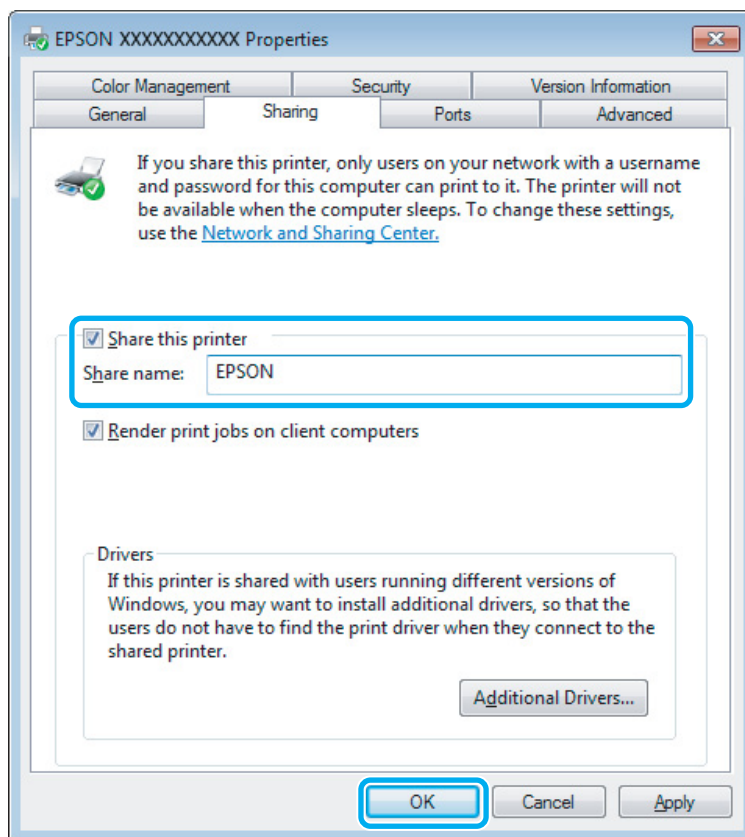 EPSON XXXXXXXXXXX Properties
Color Management Security Version Information
General Sharing Ports Advanced
If you share this printer, only users on your network with a username
and password for this computer can print to it. The printer will not
be available when the computer sleeps. To change these settings,
use the Network and Sharing Center.
Share this printer
Share name: EPSON
Render print jobs on client computers
Drivers
If this printer is shared with users running different versions of
Windows, you may want to install additional drivers, so that the
users do not have to find the print driver when they connect to the
shared printer.
Additional Drivers...
OK Cancel Apply